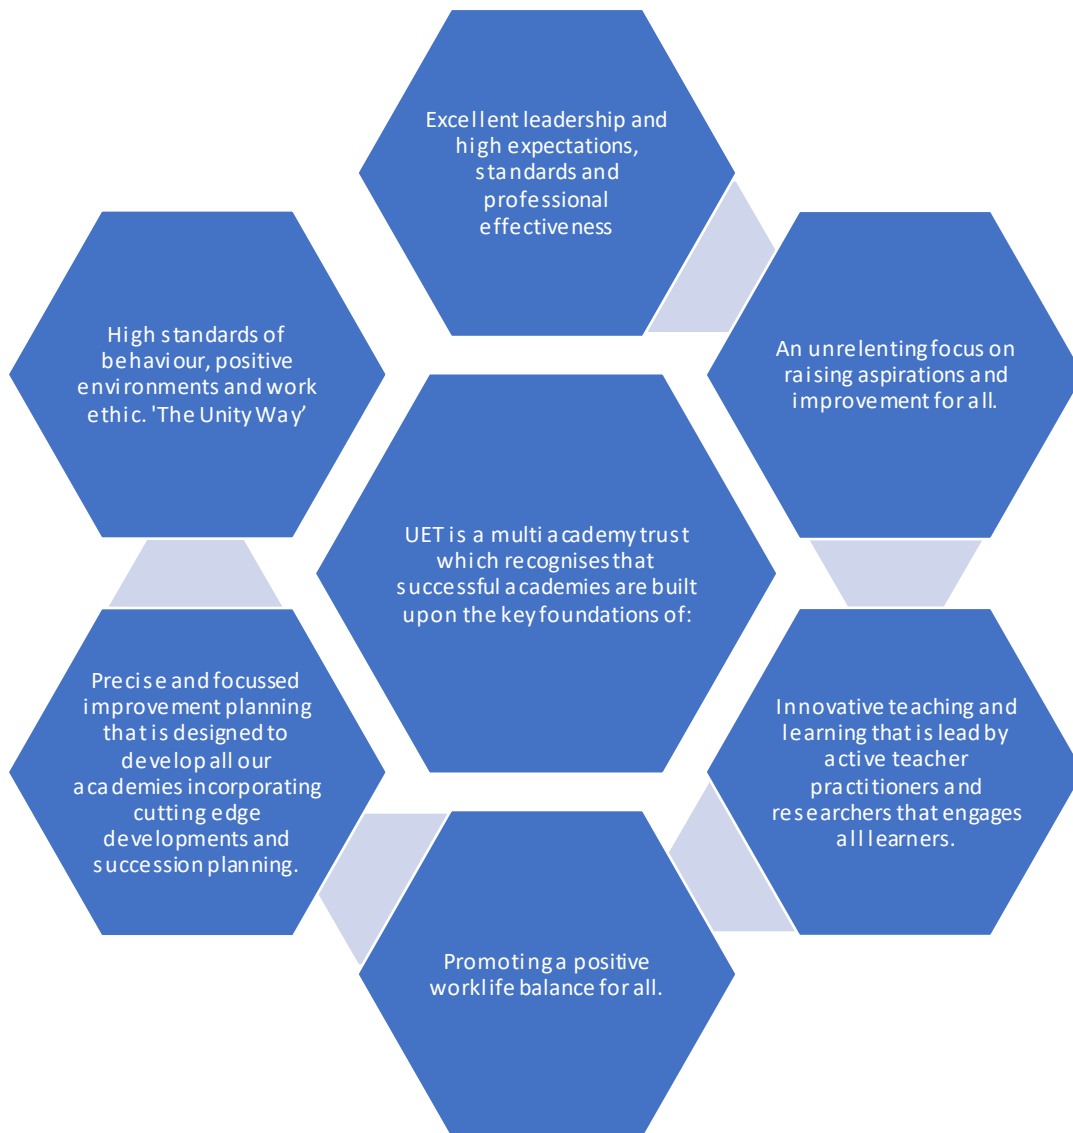 Excellent leadership and
high expectations,
standards and
professional
effectiveness
An unrelenting focus on
raising aspirations and
improvement for all.
Innovative teaching and
learning that is lead by
active teacher
practitioners and
researchers that engages
all learners.
Promoting a positive
worklife balance for all.
Precise and focussed
improvement planning
that is designed to
develop all our
academies incorporating
cutting edge
developments and
succession planning.
High standards of
behaviour, positive
environments and work
ethic. 'The Unity Way’
UET is a multi academy trust
which recognises that
successful academies are built
upon the key foundations of: